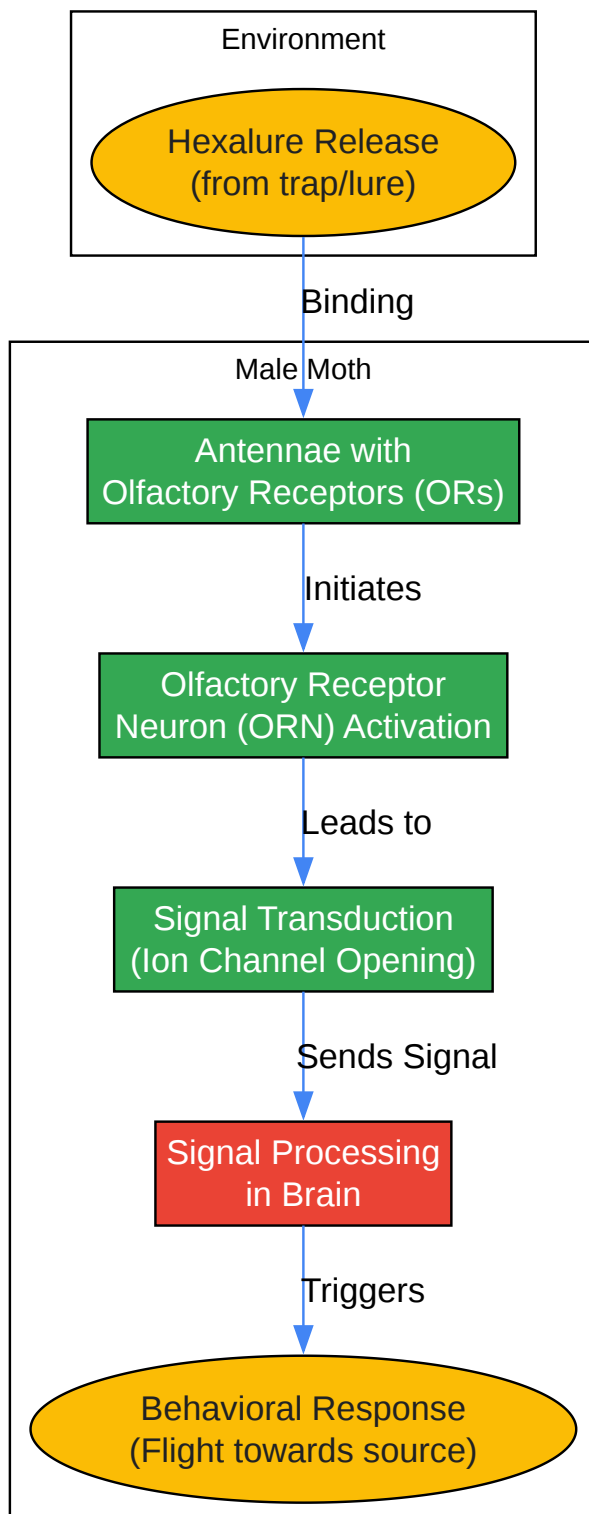 Environment
Hexalure Release
(from trap/lure)
Binding
Male Moth
Antennae with
Olfactory Receptors (ORs)
Initiates
Olfactory Receptor
Neuron (ORN) Activation
Leads to
Signal Transduction
(Ion Channel Opening)
Sends Signal
Signal Processing
in Brain
Triggers
Behavioral Response
(Flight towards source)